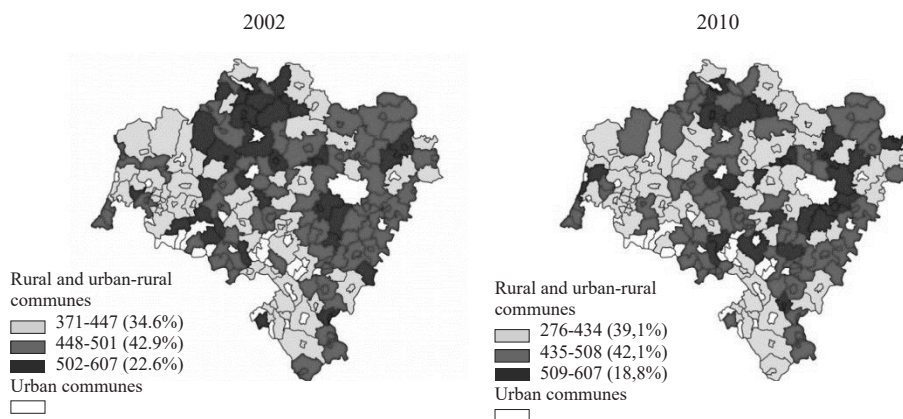 2002
Rural and urban-rural
communes
371-447 (34.6%)
448-501 (42.9%)
502-607 (22.6%)
Urban communes
2010
Rural and urban-rural
communes
276-434 (39,1%)
435-508 (42,1%)
509-607 (18,8%)
Urban communes